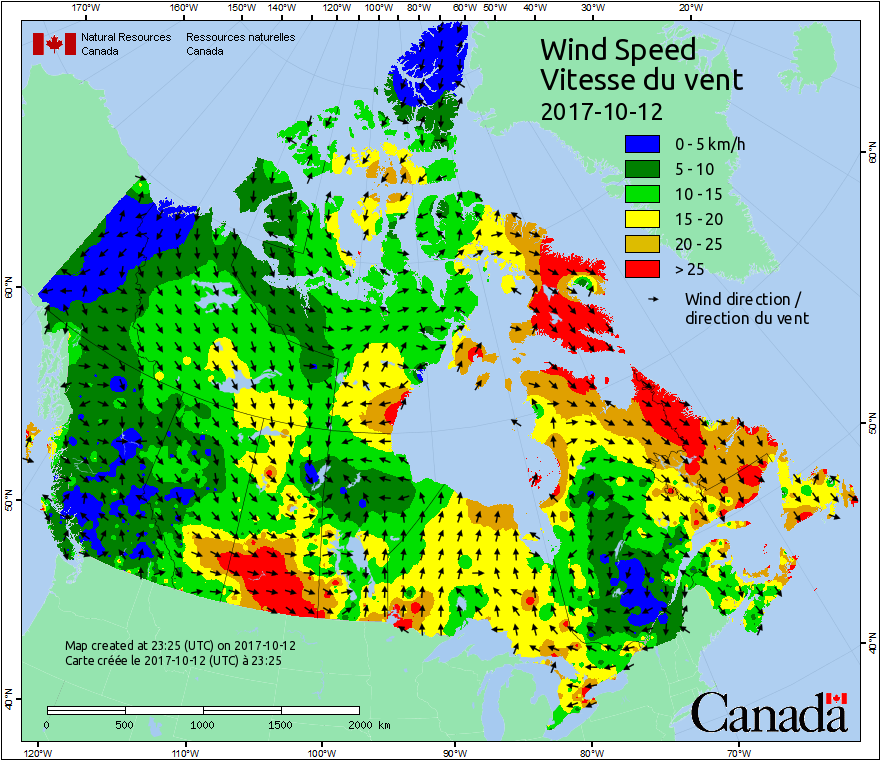 170°W 160°W 150°W 140°W 130°W 120°W 110°W 100°W 90°W 80°W 70°W 60°W 50°W 40°W 30°W 20°W
Natural Resources Ressources naturelles
Canada Canada
Wind Speed
Vitesse du vent
2017-10-12
0 - 5 km/h
5 - 10
10 - 15
15 - 20
20 - 25
> 25
Wind direction /
direction du vent
60°N
60°N
50°N
50°N
40°N
40°N
Map created at 23:25 (UTC) on 2017-10-12
Carte créée le 2017-10-12 (UTC) à 23:25
0 500 1000 1500 2000 km
Canada
120°W 110°W 100°W 90°W 80°W 70°W